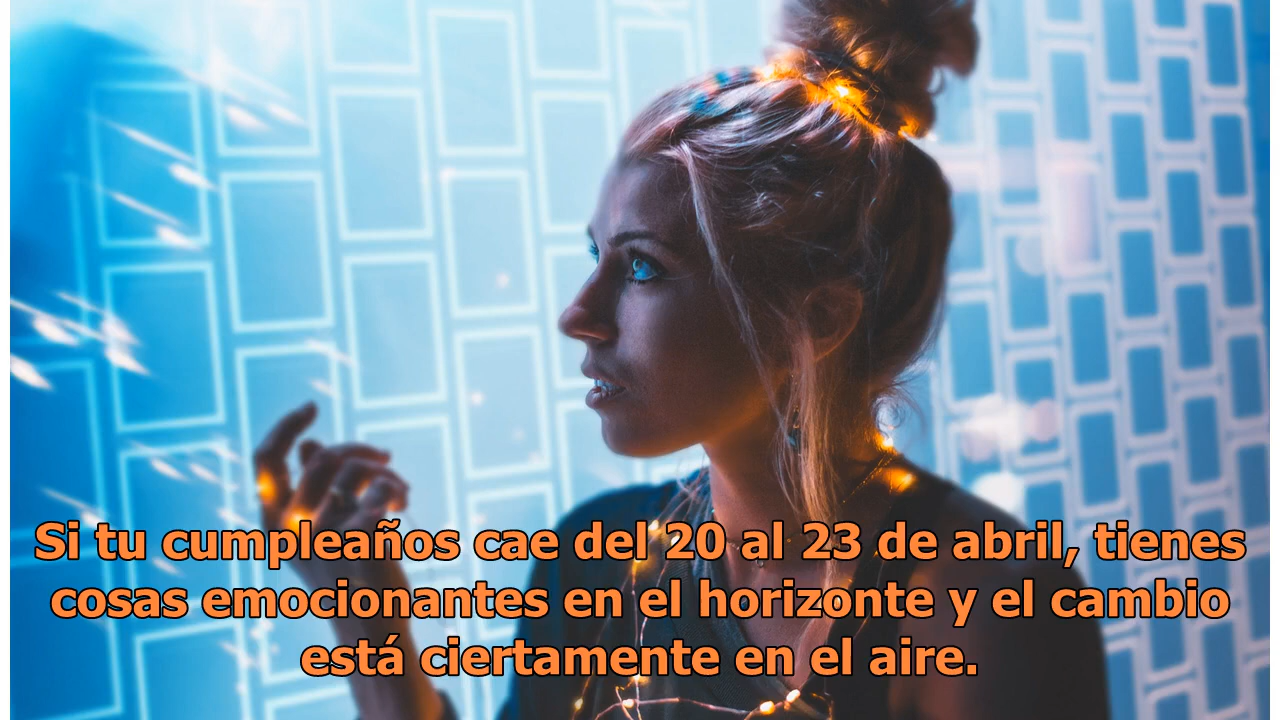 Si tu cumpleaños cae del 20 al 23 de abril, tienes
cosas emocionantes en el horizonte y el cambio
está ciertamente en el aire.